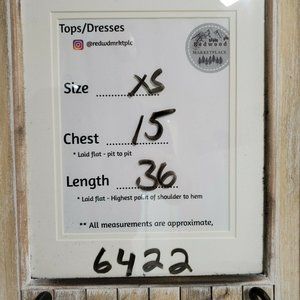 Tops/Dresses
@redwdmrktplc
Redwood
MARKETPLACE
Size XS
Chest 15
* Laid flat - pit to pit
Length 36
* Laid flat - Highest point of shoulder to hem
** All measurements are approximate,
6422